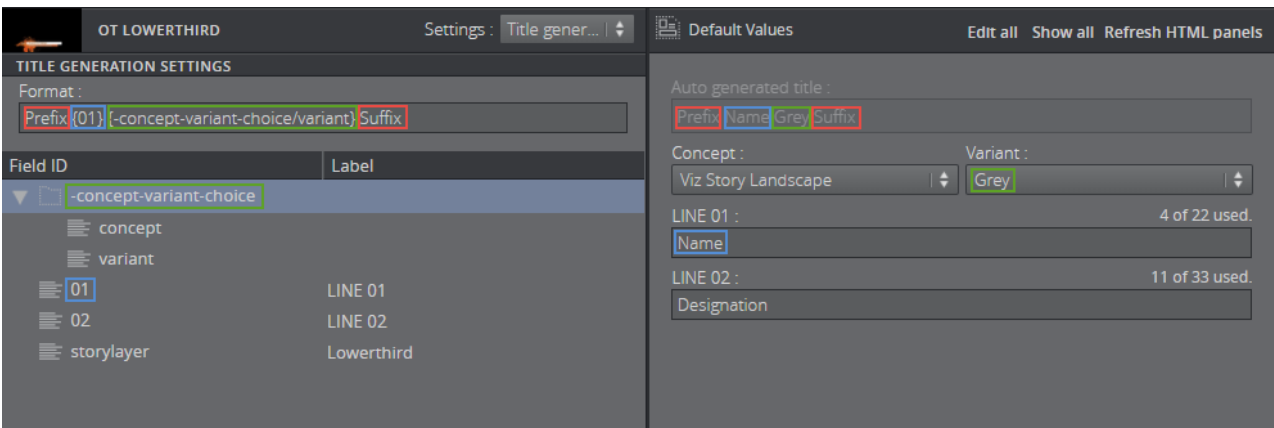 OT LOWERTHIRD
Settings : Title gener...
TITLE GENERATION SETTINGS
Format :
Prefix {01} {-concept-variant-choice/variant} Suffix
Field ID Label
-concept-variant-choice
concept
variant
01 LINE 01
02 LINE 02
storylayer Lowerthird
Default Values Edit all Show all Refresh HTML panels
Auto generated title :
Prefix Name Grey Suffix
Concept : Variant :
Viz Story Landscape Grey
LINE 01 : 4 of 22 used.
Name
LINE 02 : 11 of 33 used.
Designation